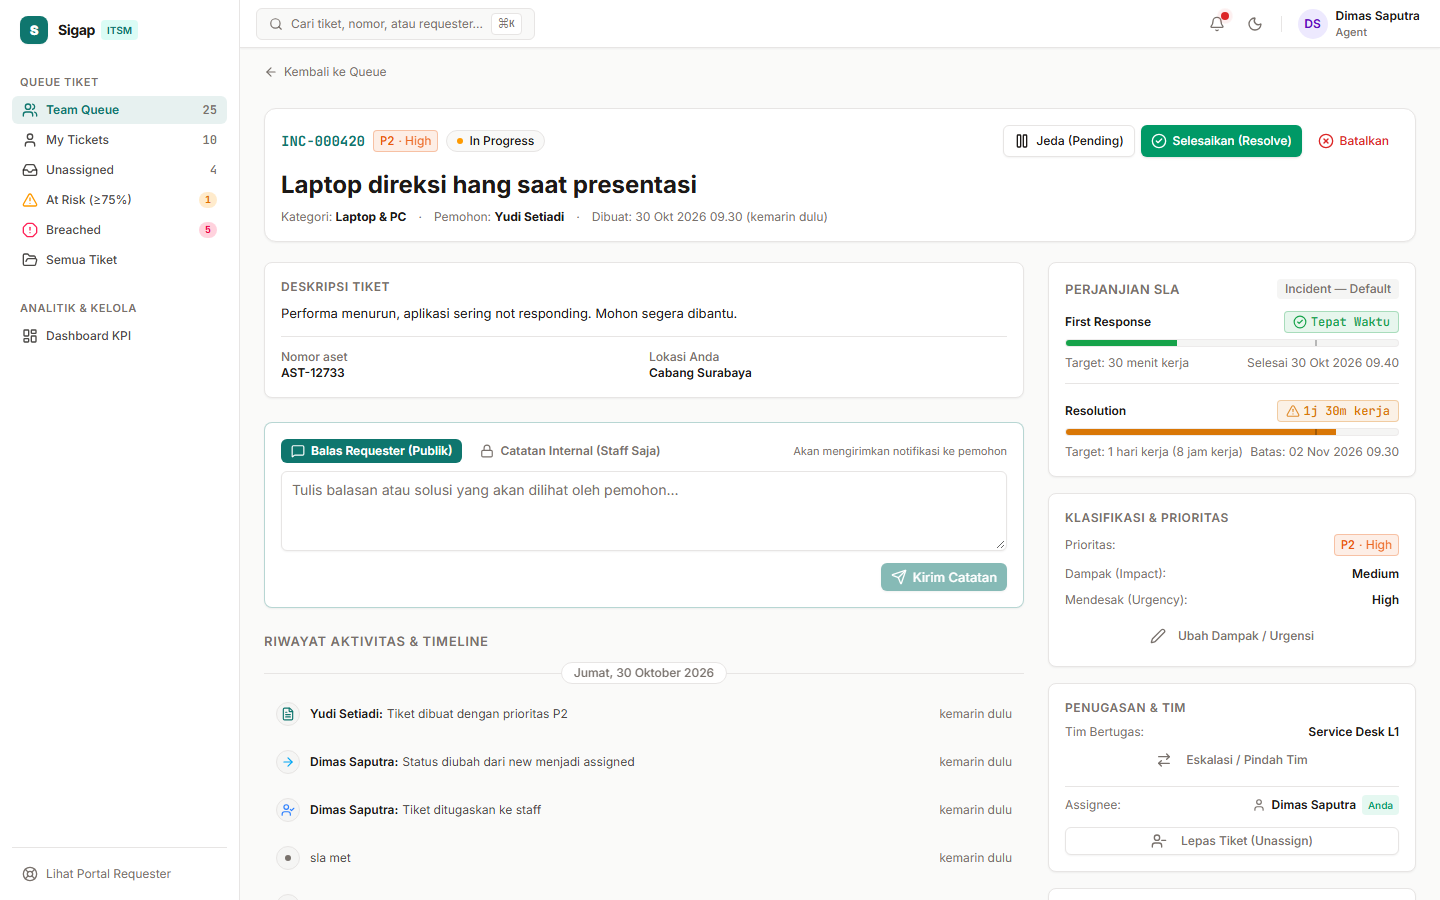 S Sigap ITSM
Cari tiket, nomor, atau requester... ⌘K
DS Dimas Saputra
Agent
QUEUE TIKET
Team Queue 25
My Tickets 10
Unassigned 4
At Risk (≥75%) 1
Breached 5
Semua Tiket
ANALITIK & KELOLA
Dashboard KPI
Lihat Portal Requester
Kembali ke Queue
INC-000420 P2 · High In Progress
Jeda (Pending) Selesaikan (Resolve) Batalkan
Laptop direksi hang saat presentasi
Kategori: Laptop & PC · Pemohon: Yudi Setiadi · Dibuat: 30 Okt 2026 09.30 (kemarin dulu)
DESKRIPSI TIKET
Performa menurun, aplikasi sering not responding. Mohon segera dibantu.
Nomor aset Lokasi Anda
AST-12733 Cabang Surabaya
Balas Requester (Publik) Catatan Internal (Staff Saja) Akan mengirimkan notifikasi ke pemohon
Tulis balasan atau solusi yang akan dilihat oleh pemohon...
Kirim Catatan
RIWAYAT AKTIVITAS & TIMELINE
Jumat, 30 Oktober 2026
Yudi Setiadi: Tiket dibuat dengan prioritas P2 kemarin dulu
Dimas Saputra: Status diubah dari new menjadi assigned kemarin dulu
Dimas Saputra: Tiket ditugaskan ke staff kemarin dulu
sla met kemarin dulu
PERJANJIAN SLA Incident — Default
First Response Tepat Waktu
Target: 30 menit kerja Selesai 30 Okt 2026 09.40
Resolution 1j 30m kerja
Target: 1 hari kerja (8 jam kerja) Batas: 02 Nov 2026 09.30
KLASIFIKASI & PRIORITAS
Prioritas: P2 · High
Dampak (Impact): Medium
Mendesak (Urgency): High
Ubah Dampak / Urgensi
PENUGASAN & TIM
Tim Bertugas: Service Desk L1
Eskalasi / Pindah Tim
Assignee: Dimas Saputra Anda
Lepas Tiket (Unassign)